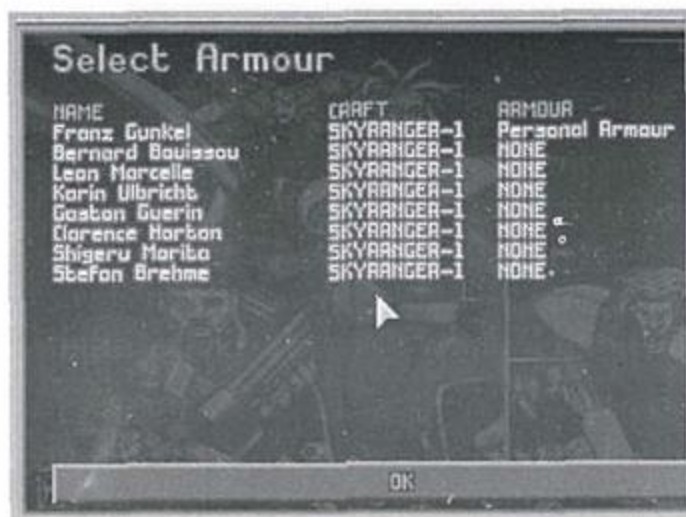 Select Armour
NAME CRAFT ARMOUR
Franz Gunkel SKYRANGER-1 Personal Armour
Bernard Bouissou SKYRANGER-1 NONE
Leon Marcelle SKYRANGER-1 NONE
Karin Ulbricht SKYRANGER-1 NONE
Gaston Guerin SKYRANGER-1 NONE
Clarence Horton SKYRANGER-1 NONE
Shigeru Morita SKYRANGER-1 NONE
Stefan Brehme SKYRANGER-1 NONE
OK